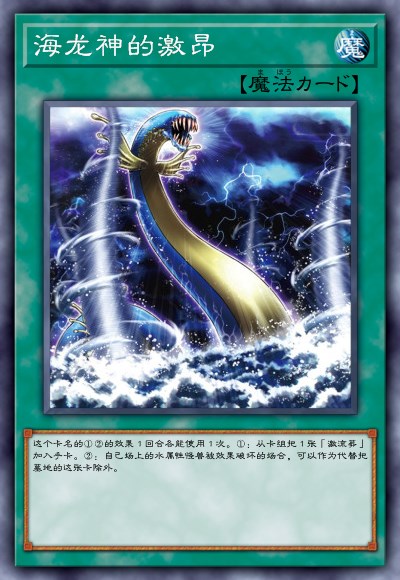 海龙神的激昂
魔
【魔法カード】
ま ほう
这个卡名的①②的效果1回合各能使用1次。①：从卡组把1张「激流葬」
加入手卡。②：自己场上的水属性怪兽被效果破坏的场合，可以作为代替把
墓地的这张卡除外。